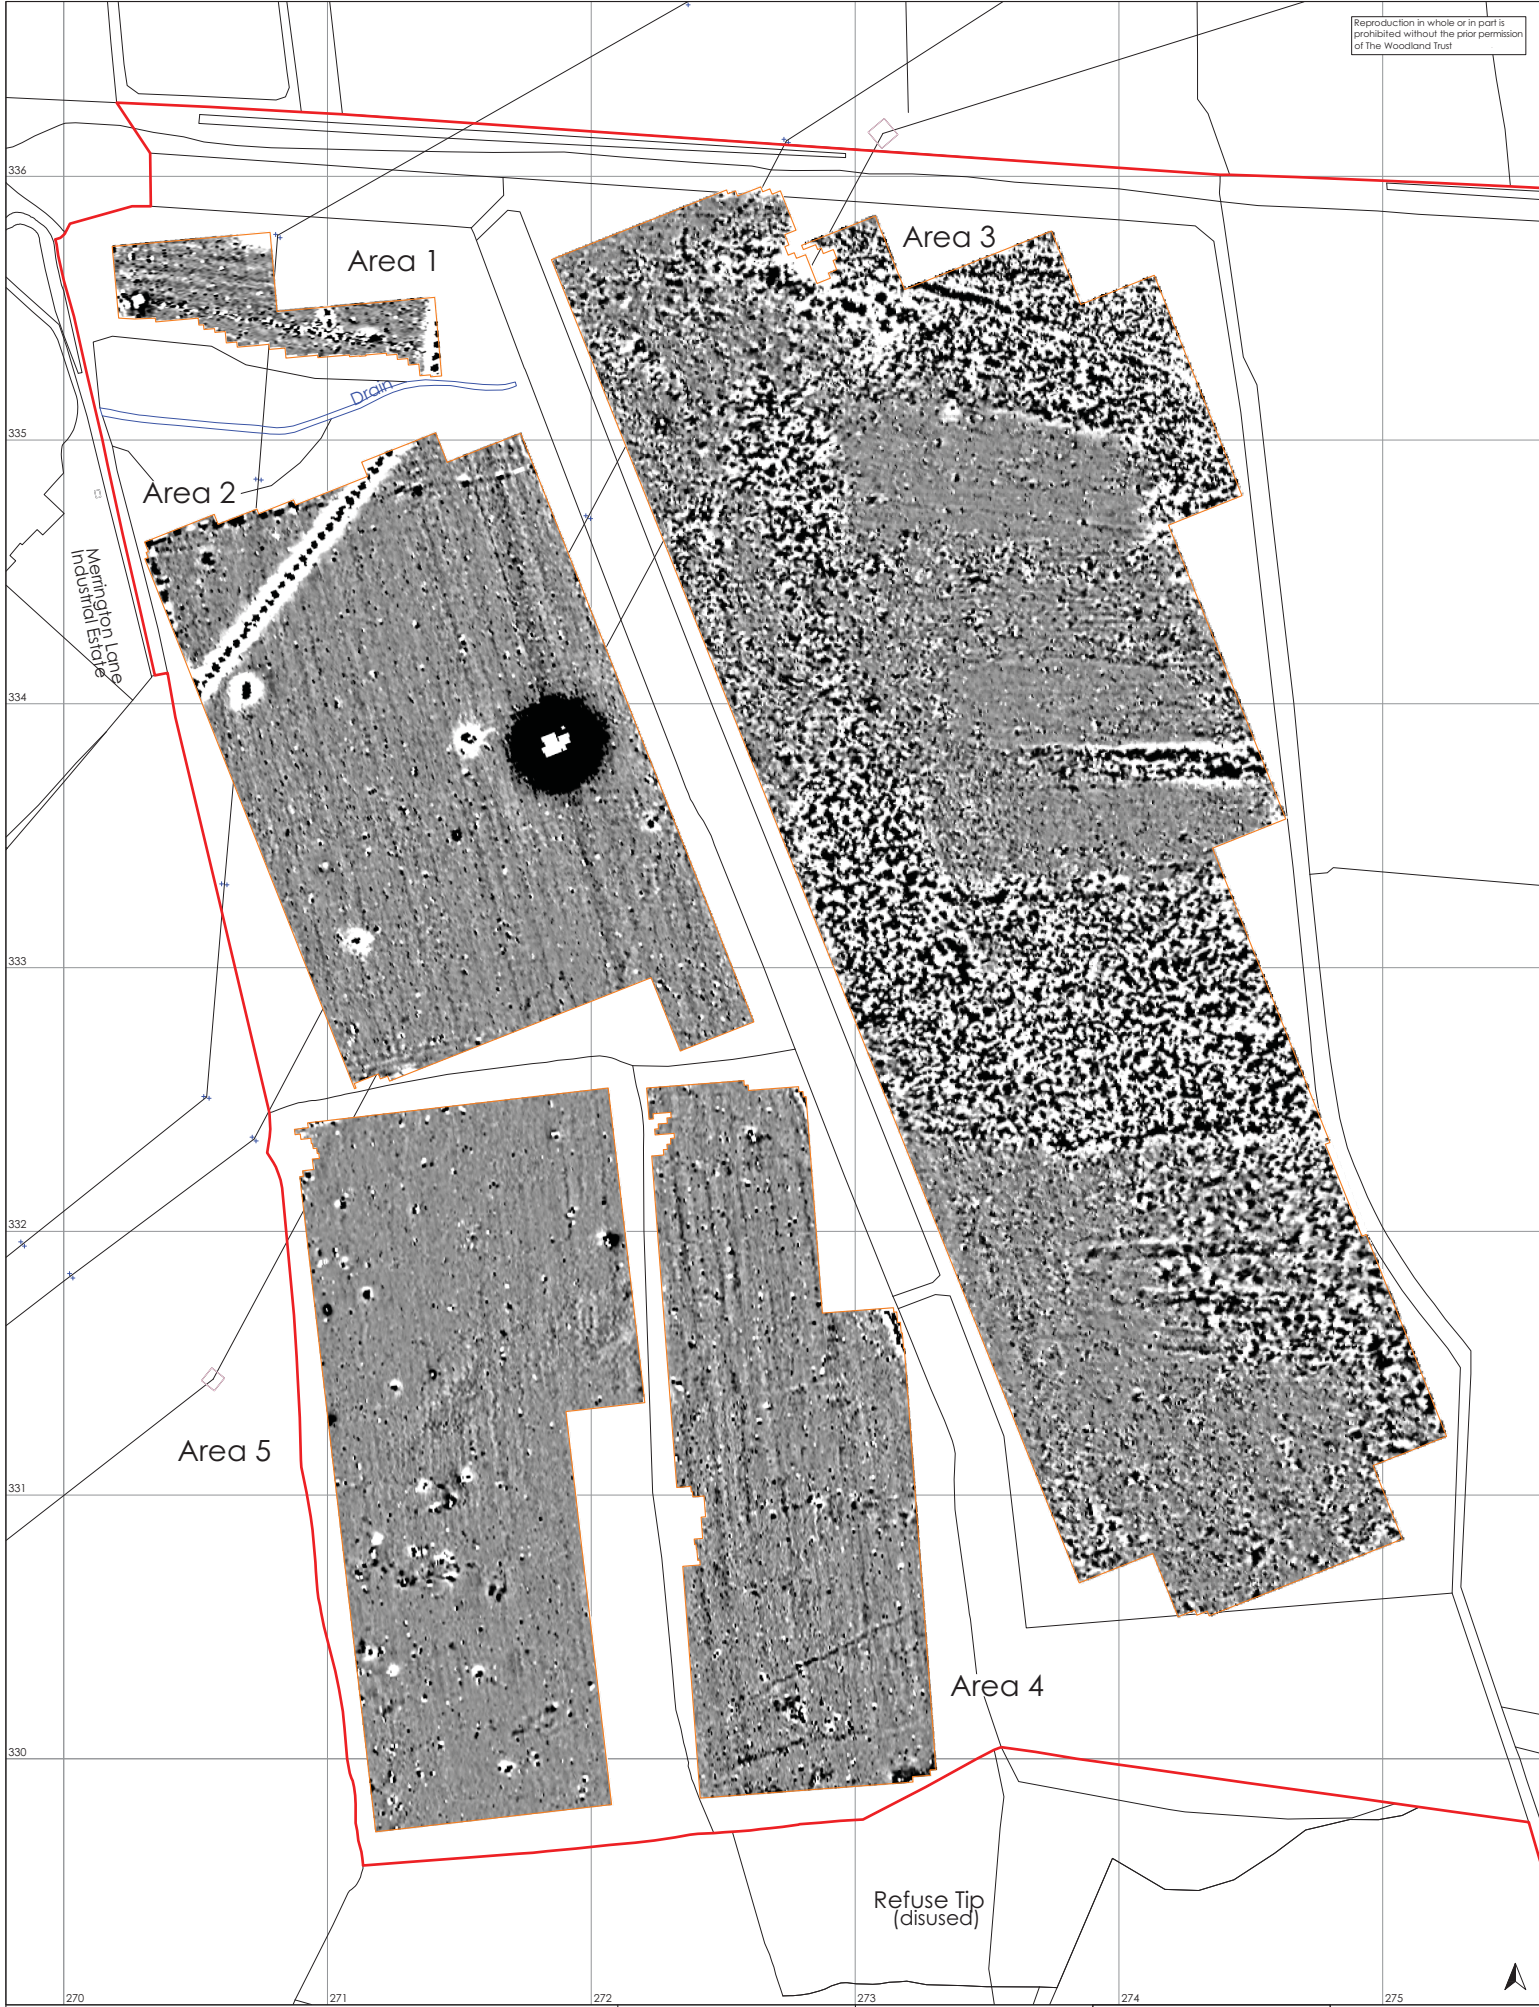 Reproduction in whole or in part is
prohibited without the prior permission
of The Woodland Trust
336
Area 3
Area 1
Drain
335
Area 2
Merrington Lane
Industrial Estate
334
333
332
Area 5
331
Area 4
330
Refuse Tip
(disused)
270
271
272
273
274
275